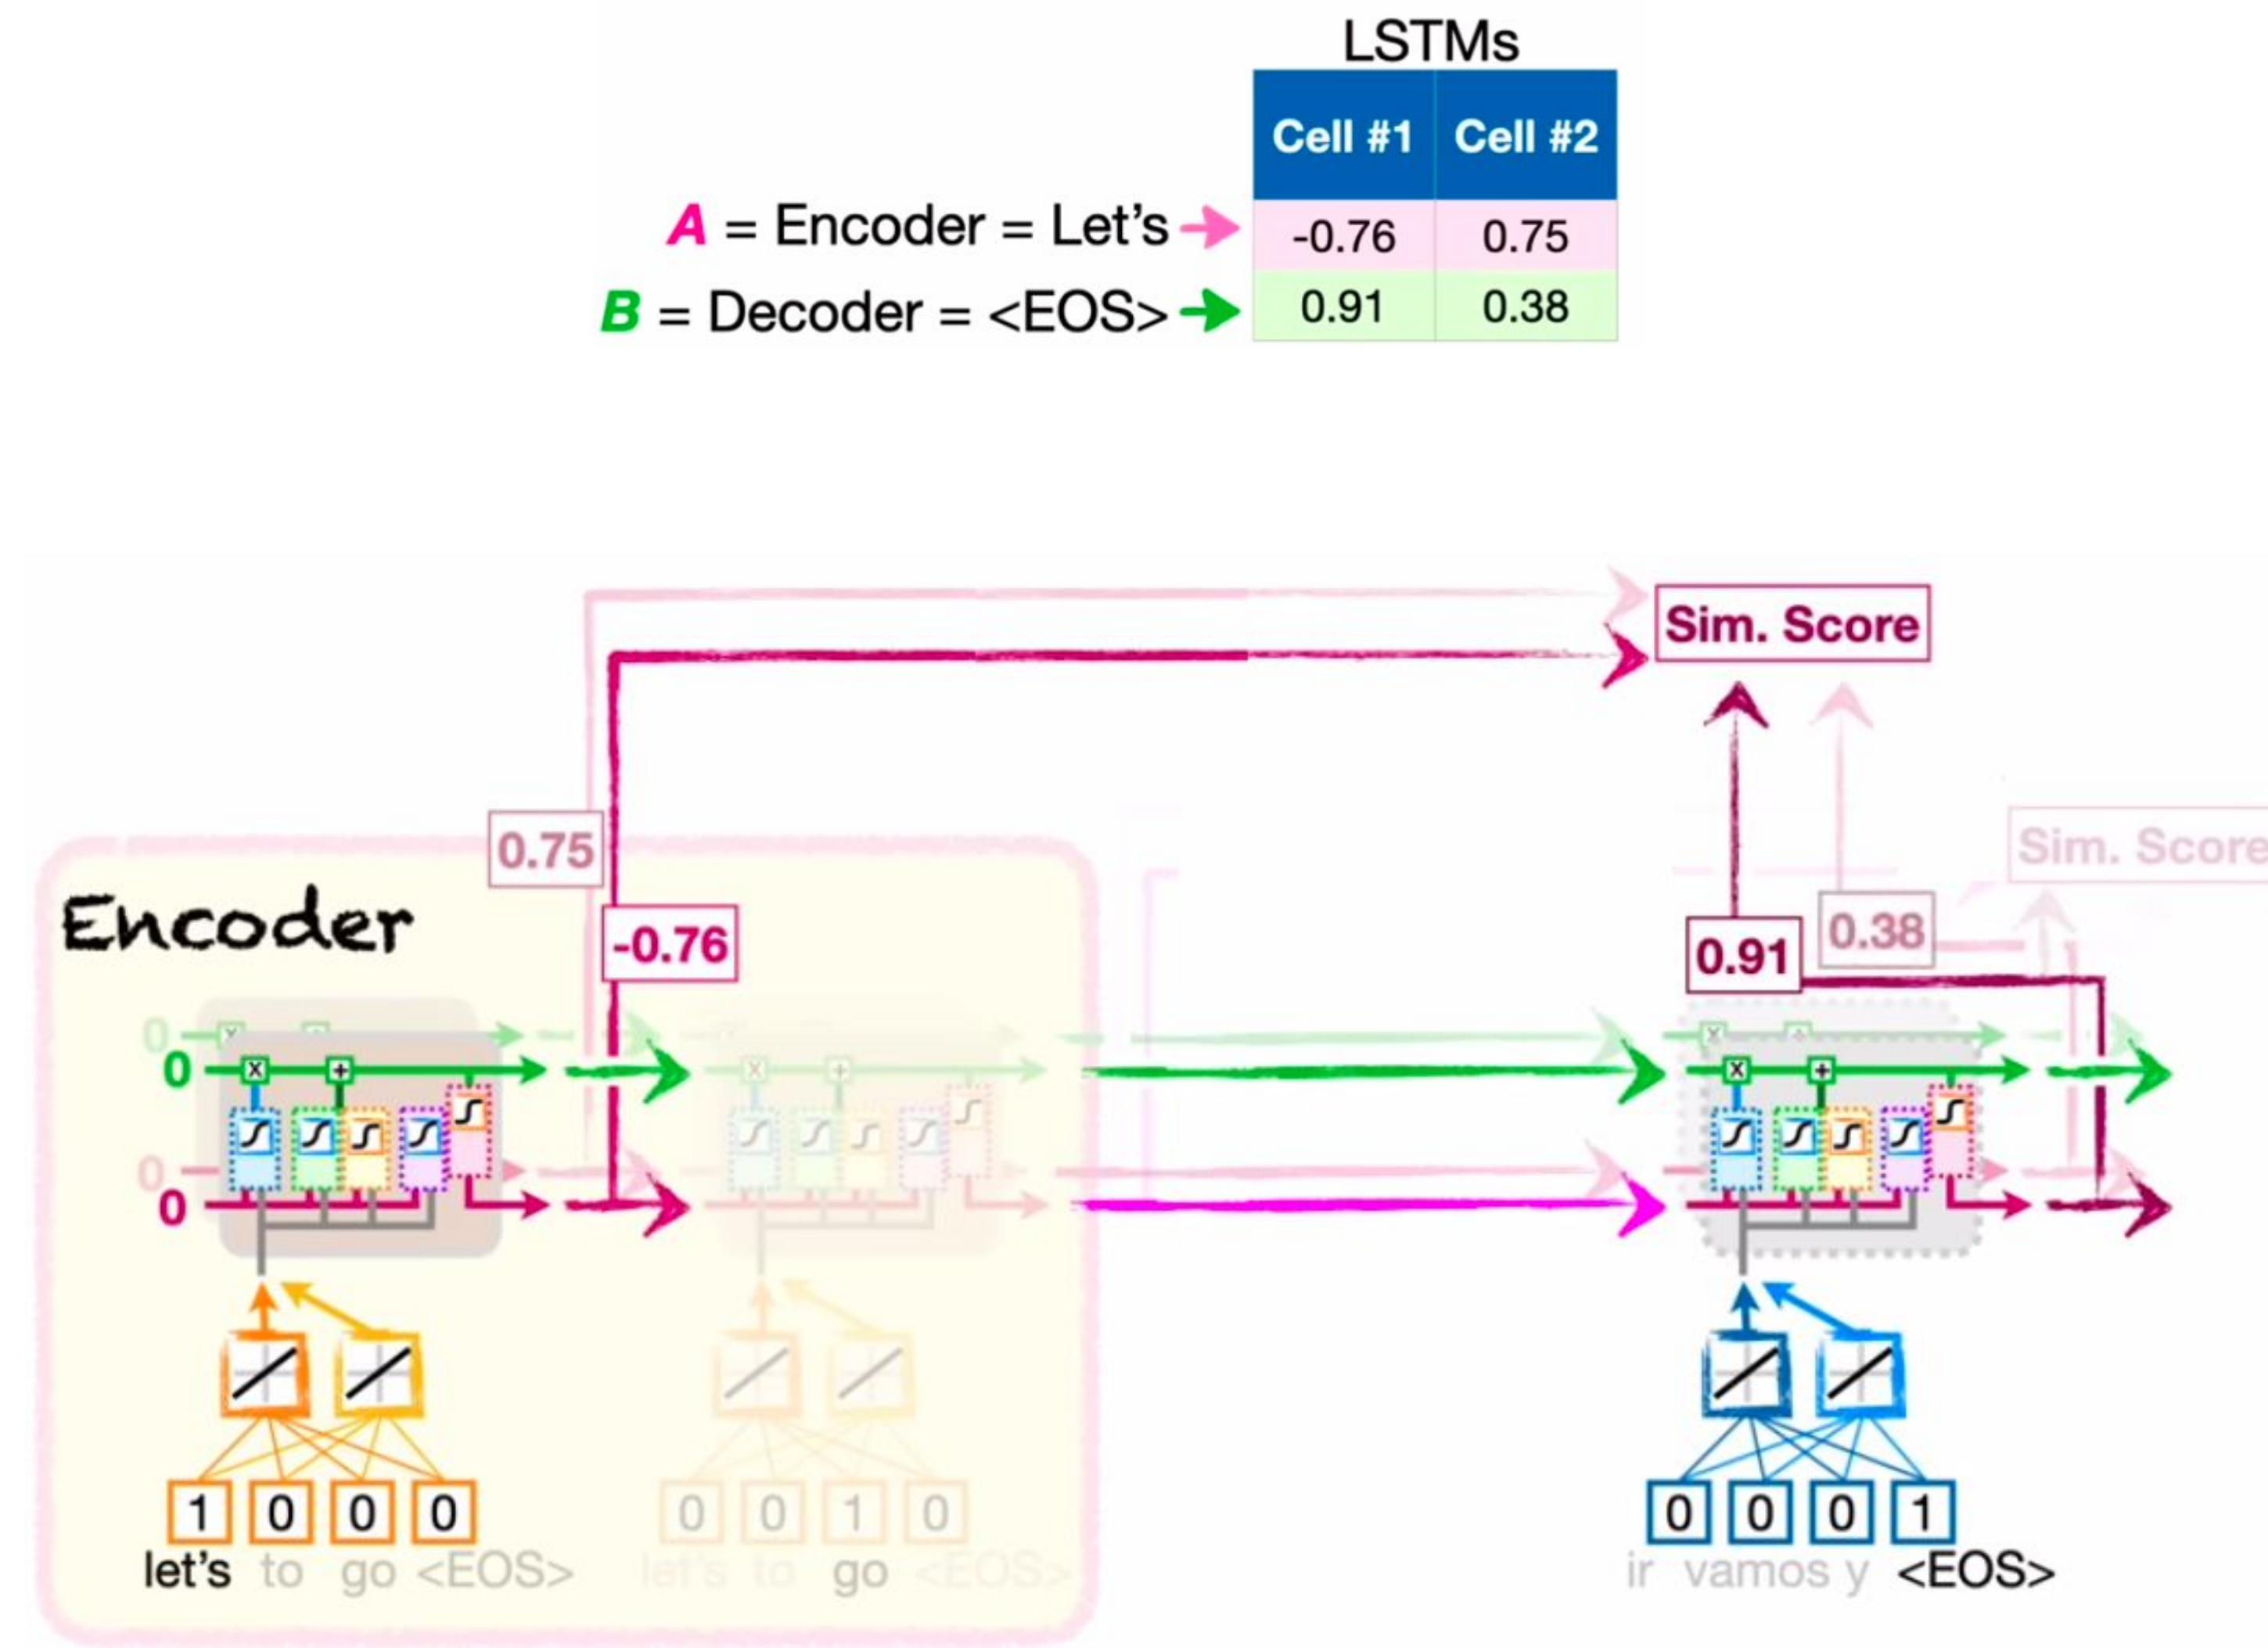 LSTMs
Cell #1 Cell #2
A = Encoder = Let's -0.76 0.75
B = Decoder = <EOS> 0.91 0.38
Sim. Score
Sim. Score
0.75
Encoder
-0.76
0.91 0.38
0 x + x + x +
0 x + x + x +
0
0
1 0 0 0 0 0 1 0 0 0 0 1
let's to go <EOS> let's to go <EOS> ir vamos y <EOS>